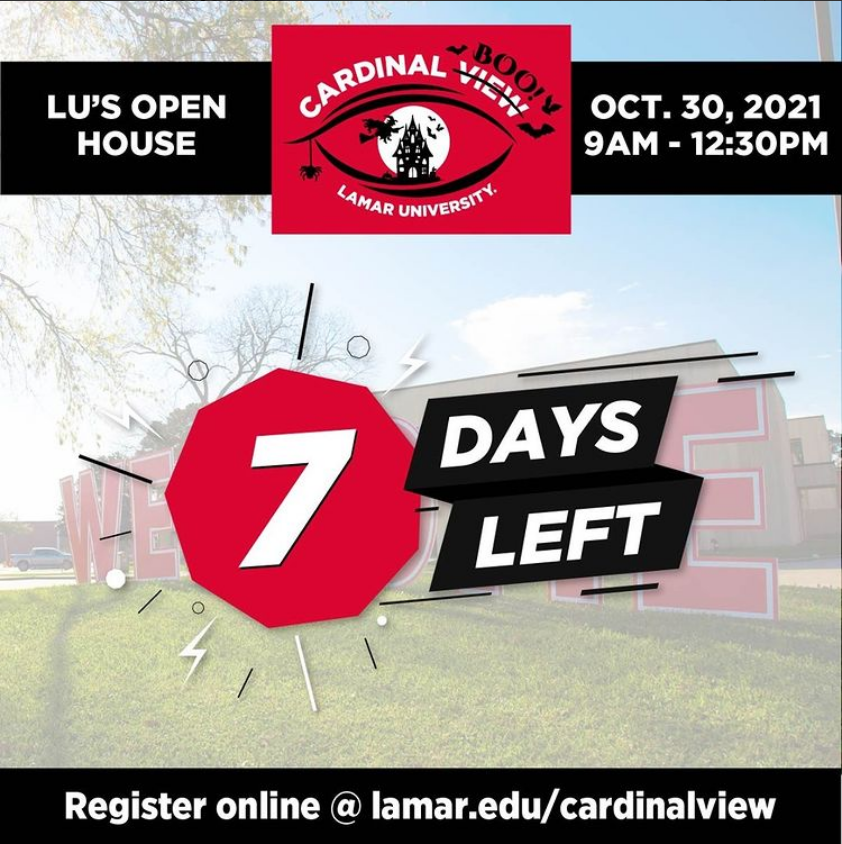 LU'S OPEN
HOUSE
CARDINAL VIEW
BOO!
LAMAR UNIVERSITY.
OCT. 30, 2021
9AM - 12:30PM
7
DAYS
LEFT
WE
E
Register online @ lamar.edu/cardinalview